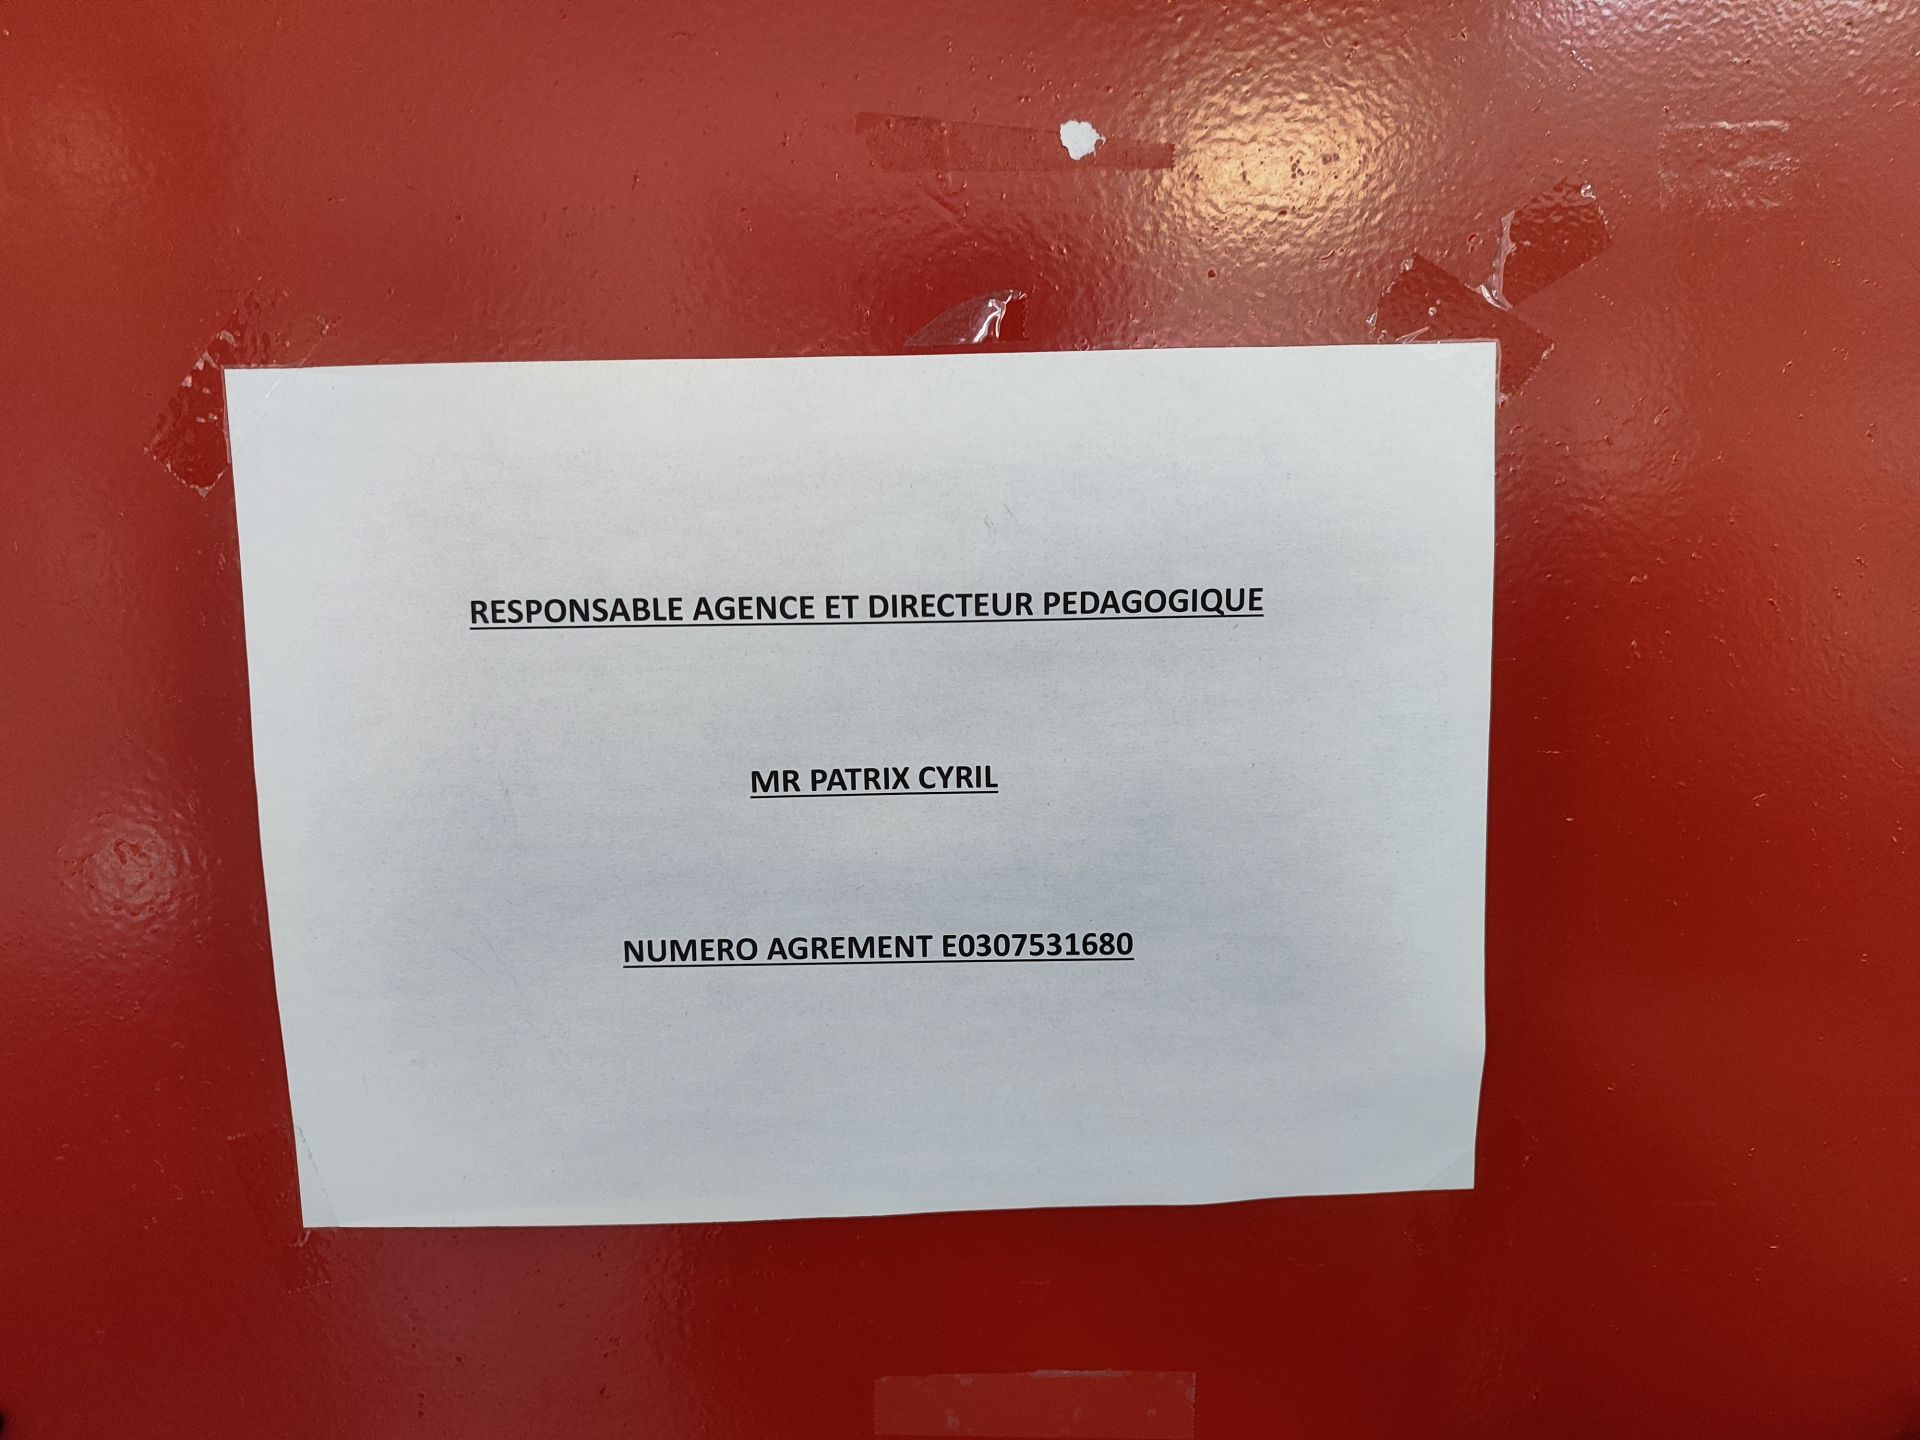 RESPONSABLE AGENCE ET DIRECTEUR PEDAGOGIQUE
MR PATRIX CYRIL
NUMERO AGREMENT E0307531680